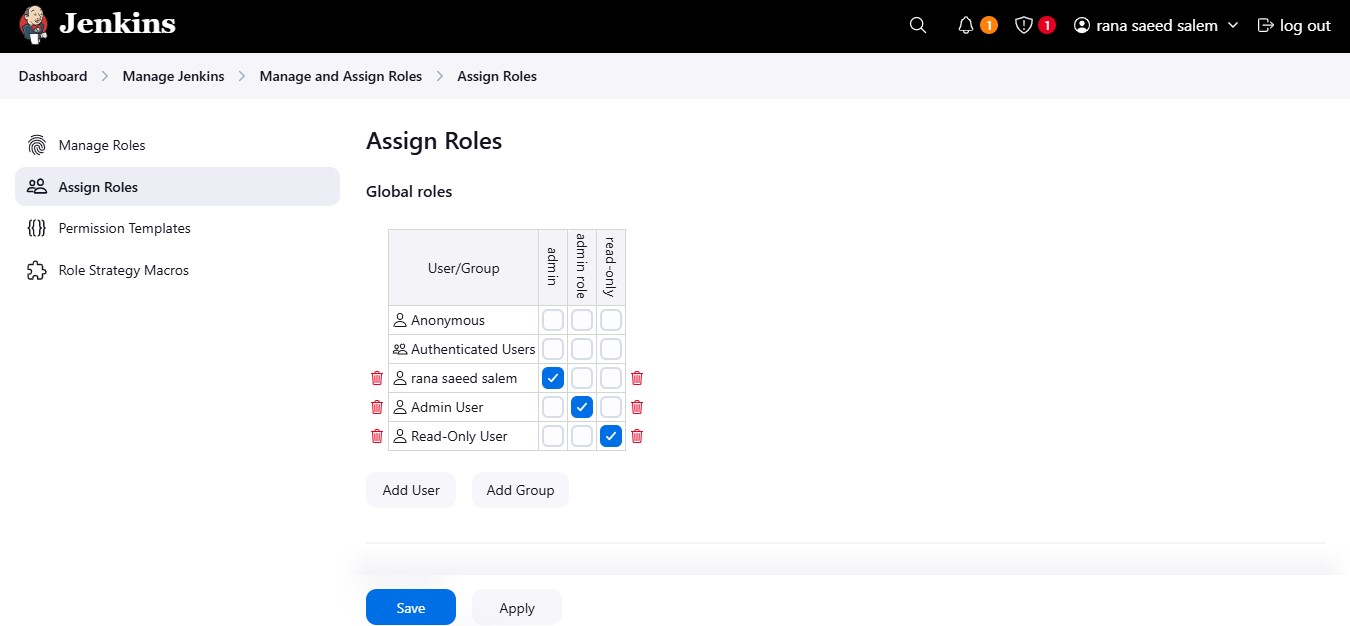 Jenkins
1
1
rana saeed salem
log out
Dashboard
Manage Jenkins
Manage and Assign Roles
Assign Roles
Manage Roles
Assign Roles
Permission Templates
Role Strategy Macros
Assign Roles
Global roles
User/Group
admin
admin role
read-only
Anonymous
Authenticated Users
rana saeed salem
Admin User
Read-Only User
Add User
Add Group
Save
Apply